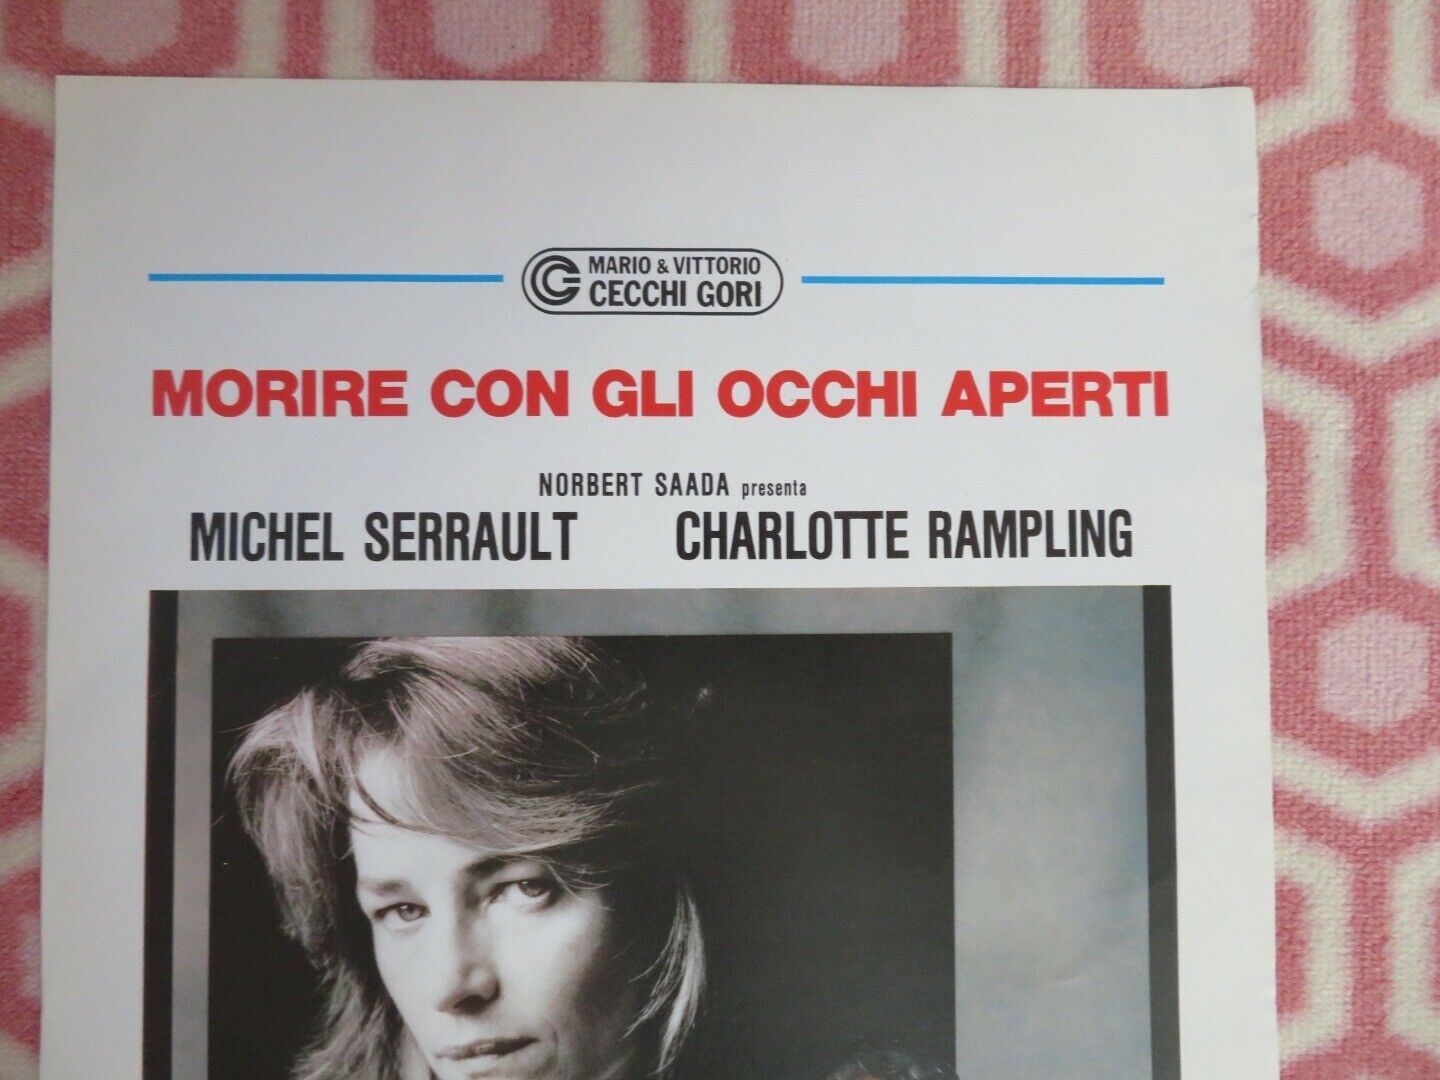 MARIO & VITTORIO
CECCHI GORI
MORIRE CON GLI OCCHI APERTI
NORBERT SAADA presenta
MICHEL SERRAULT CHARLOTTE RAMPLING